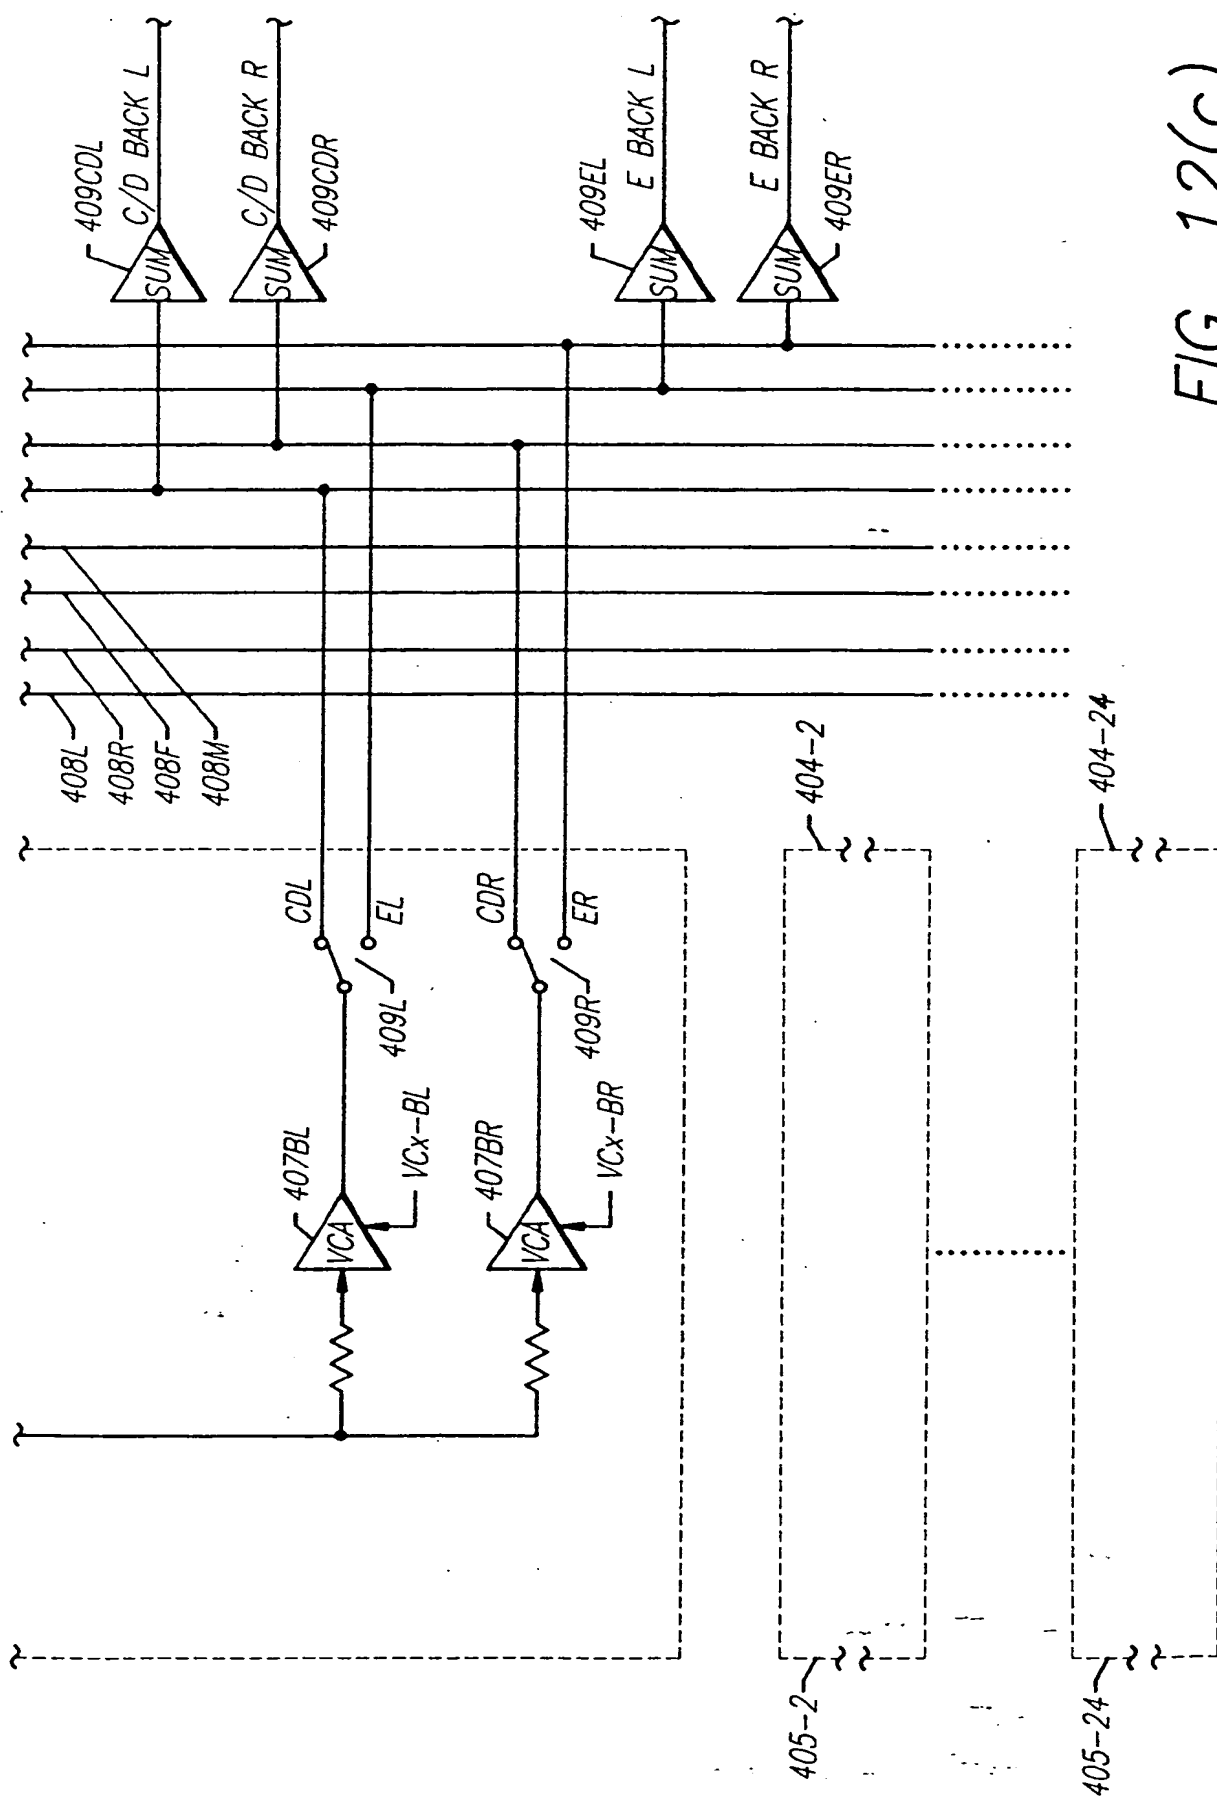 409CDL
C/D BACK L
SUM
C/D BACK R
SUM
409CDR
409EL
E BACK L
SUM
E BACK R
SUM
409ER
408L
408R
408F
408M
CDL
EL
409L
CDR
ER
409R
407BL
VCA
VCx-BL
407BR
VCA
VCx-BR
404-2
404-24
405-2
405-24
FIG. 12(c)